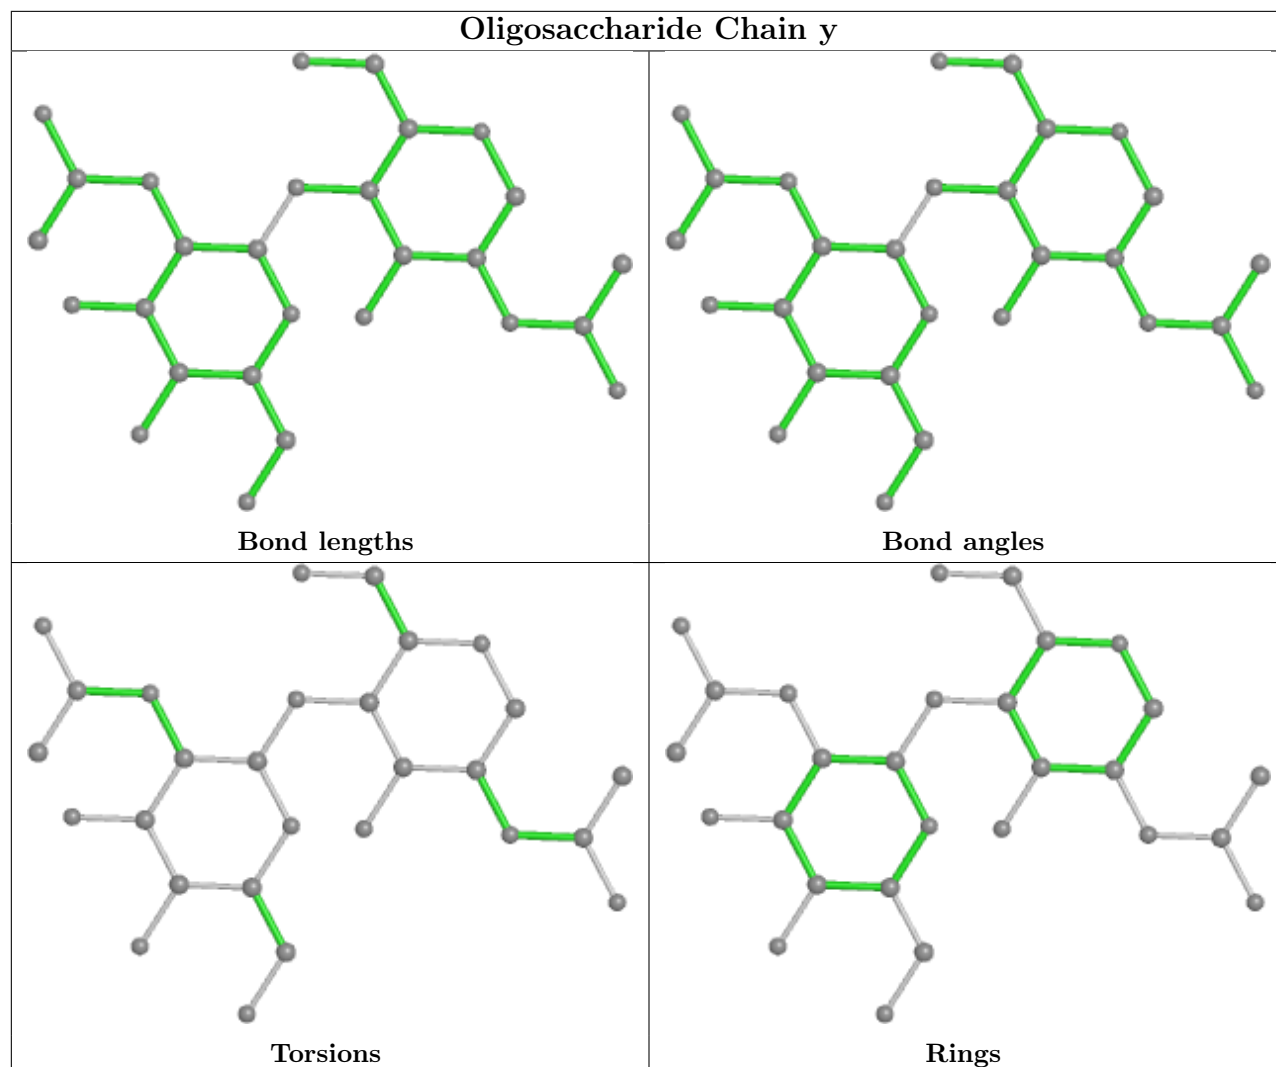 Oligosaccharide Chain y
Bond lengths
Bond angles
Torsions
Rings